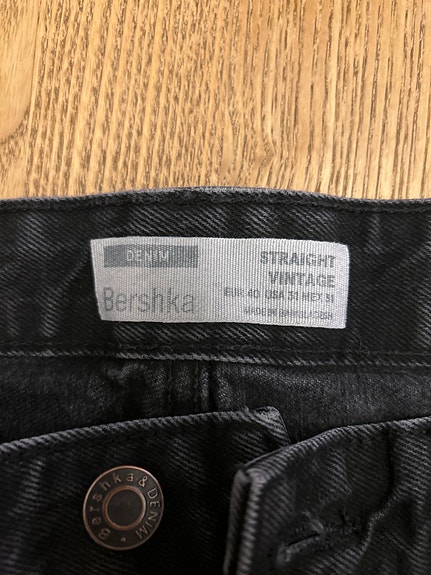 DENIM
Bershka
STRAIGHT
VINTAGE
EUR 40 USA 31 MEX 31
MADE IN BANGLADESH
Bershka & DENIM